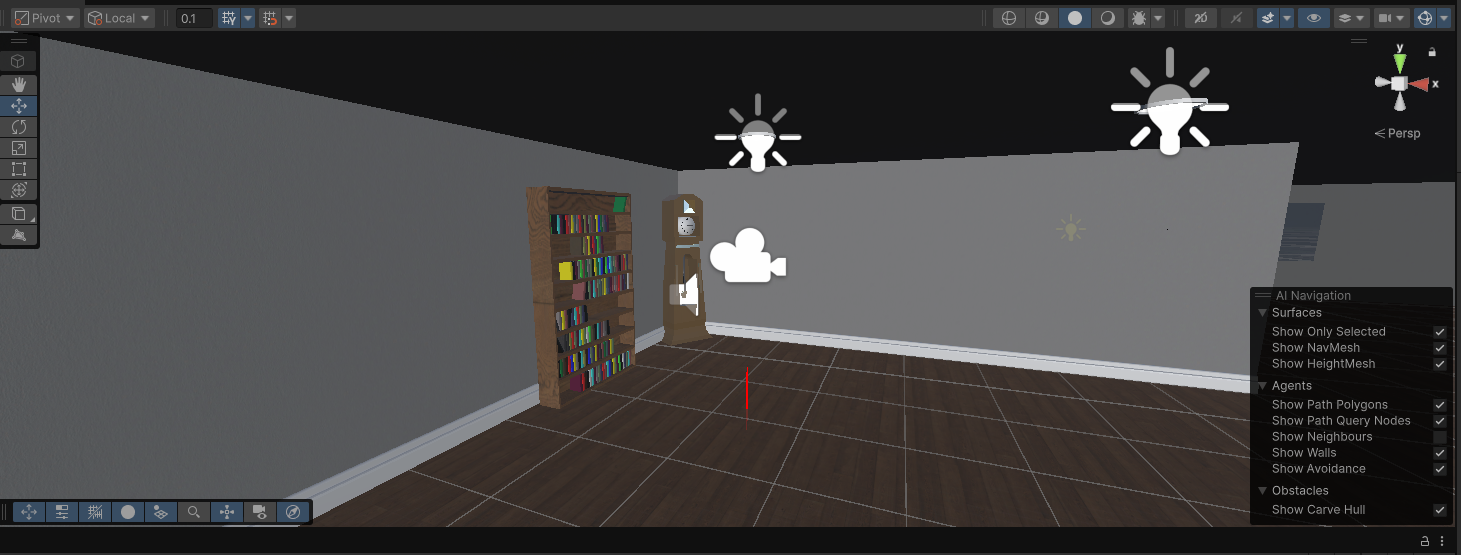 Pivot
Local
0.1
2D
y
x
Persp
AI Navigation
Surfaces
Show Only Selected
Show NavMesh
Show HeightMesh
Agents
Show Path Polygons
Show Path Query Nodes
Show Neighbours
Show Walls
Show Avoidance
Obstacles
Show Carve Hull